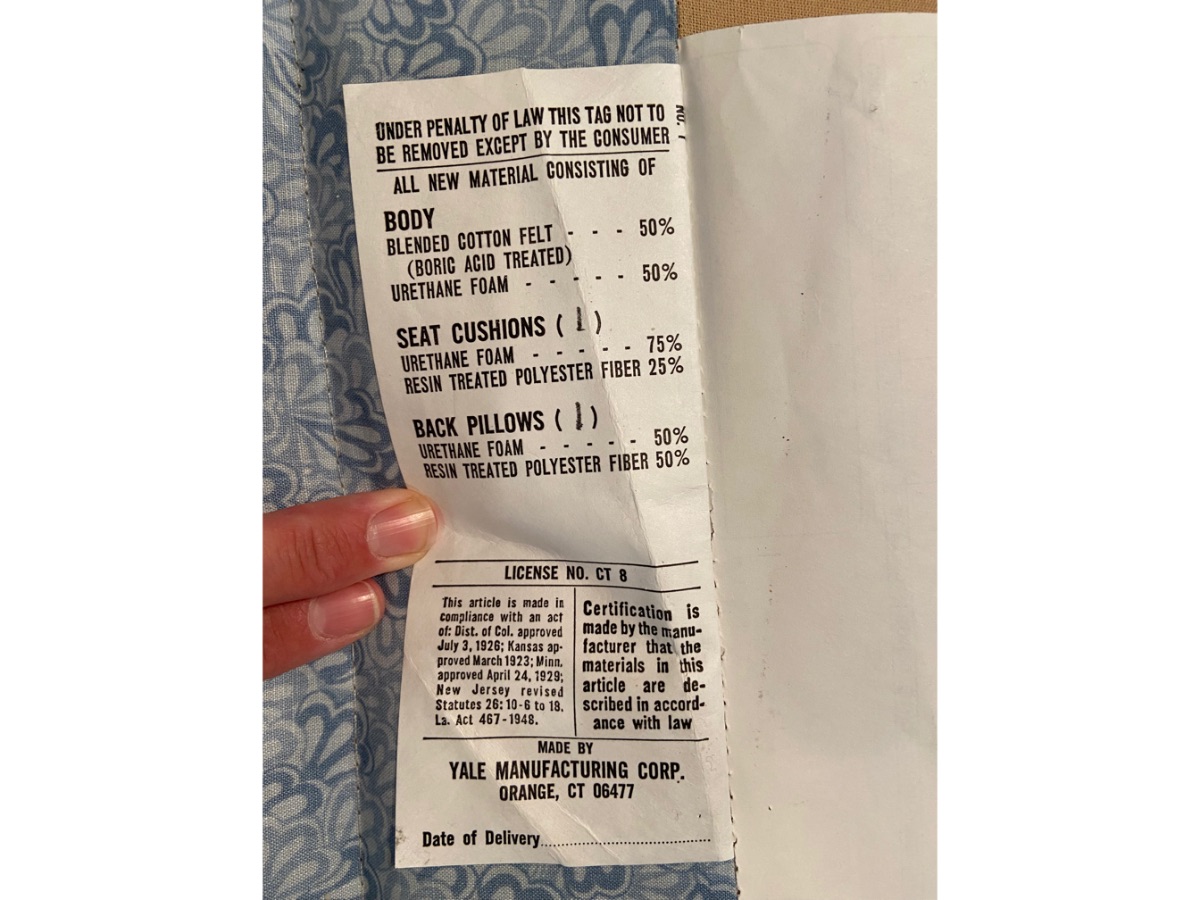 UNDER PENALTY OF LAW THIS TAG NOT TO
BE REMOVED EXCEPT BY THE CONSUMER
NO. 1
ALL NEW MATERIAL CONSISTING OF
BODY
BLENDED COTTON FELT - - - 50%
(BORIC ACID TREATED)
URETHANE FOAM - - - - - 50%
SEAT CUSHIONS ( 1 )
URETHANE FOAM - - - - - 75%
RESIN TREATED POLYESTER FIBER 25%
BACK PILLOWS ( 1 )
URETHANE FOAM - - - - - 50%
RESIN TREATED POLYESTER FIBER 50%
LICENSE NO. CT 8
This article is made in
compliance with an act
of: Dist. of Col. approved
July 3, 1926; Kansas ap-
proved March 1923; Minn.
approved April 24, 1929;
New Jersey revised
Statutes 26:10-6 to 18.
La. Act 467-1948.
Certification is
made by the manu-
facturer that the
materials in this
article are de-
scribed in accord-
ance with law
MADE BY
YALE MANUFACTURING CORP.
ORANGE, CT 06477
Date of Delivery........................................